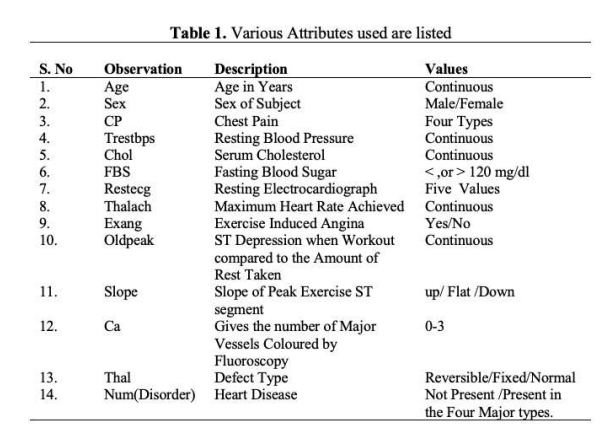 Table 1. Various Attributes used are listed
S. No Observation Description Values
1. Age Age in Years Continuous
2. Sex Sex of Subject Male/Female
3. CP Chest Pain Four Types
4. Trestbps Resting Blood Pressure Continuous
5. Chol Serum Cholesterol Continuous
6. FBS Fasting Blood Sugar < ,or > 120 mg/dl
7. Restecg Resting Electrocardiograph Five Values
8. Thalach Maximum Heart Rate Achieved Continuous
9. Exang Exercise Induced Angina Yes/No
10. Oldpeak ST Depression when Workout Continuous
compared to the Amount of
Rest Taken
11. Slope Slope of Peak Exercise ST up/ Flat /Down
segment
12. Ca Gives the number of Major 0-3
Vessels Coloured by
Fluoroscopy
13. Thal Defect Type Reversible/Fixed/Normal
14. Num(Disorder) Heart Disease Not Present /Present in
the Four Major types.